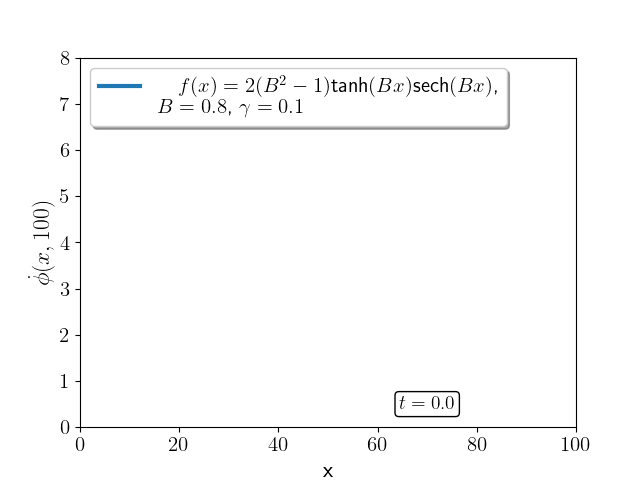 f(x) = 2(B² − 1)tanh(Bx)sech(Bx),
B = 0.8, γ = 0.1
8
7
6
5
4
3
2
1
0
ϕ̇(x, 100)
t = 0.0
0 20 40 60 80 100
x